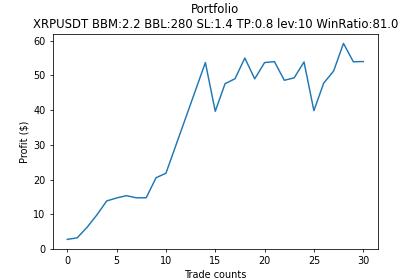 Portfolio
XRPUSDT BBM:2.2 BBL:280 SL:1.4 TP:0.8 lev:10 WinRatio:81.0
Profit ($)
60
50
40
30
20
10
0
0 5 10 15 20 25 30
Trade counts